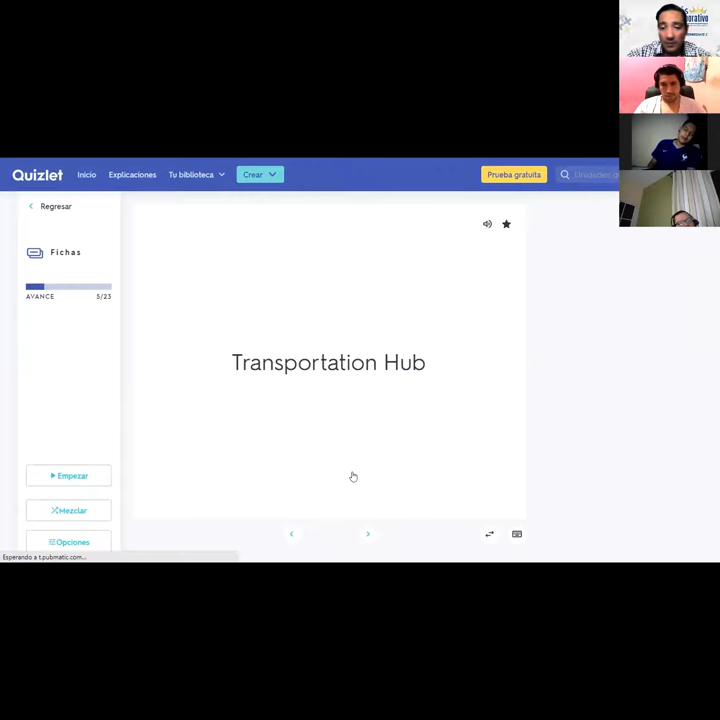 Quizlet
Inicio
Explicaciones
Tu biblioteca
Crear
Prueba gratuita
Unidades
Regresar
Fichas
AVANCE 5/23
Transportation Hub
Empezar
Mezclar
Opciones
Esperando a t.pubmatic.com...